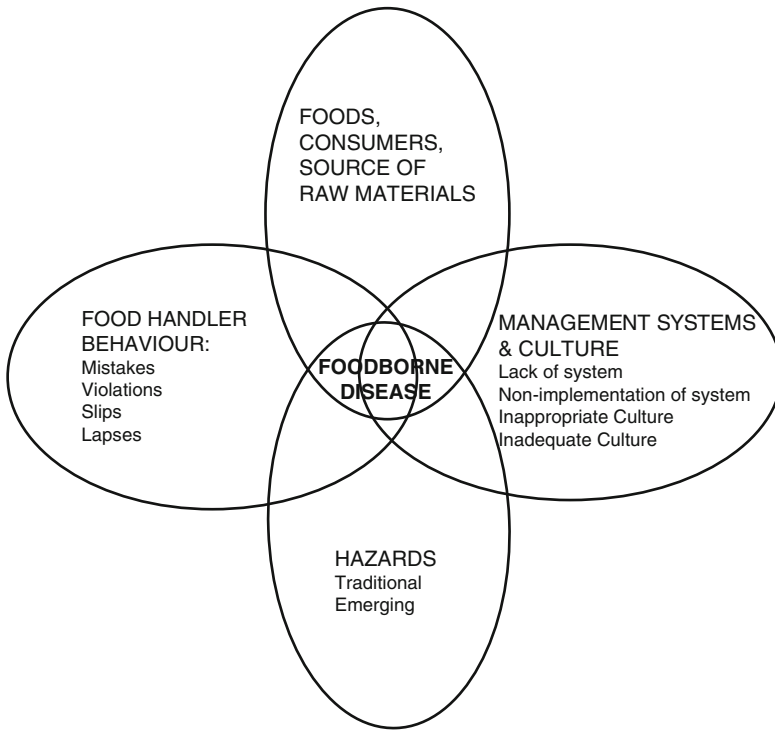 FOODS,
CONSUMERS,
SOURCE OF
RAW MATERIALS
FOOD HANDLER
BEHAVIOUR:
Mistakes
Violations
Slips
Lapses
FOODBORNE
DISEASE
MANAGEMENT SYSTEMS
& CULTURE
Lack of system
Non-implementation of system
Inappropriate Culture
Inadequate Culture
HAZARDS
Traditional
Emerging